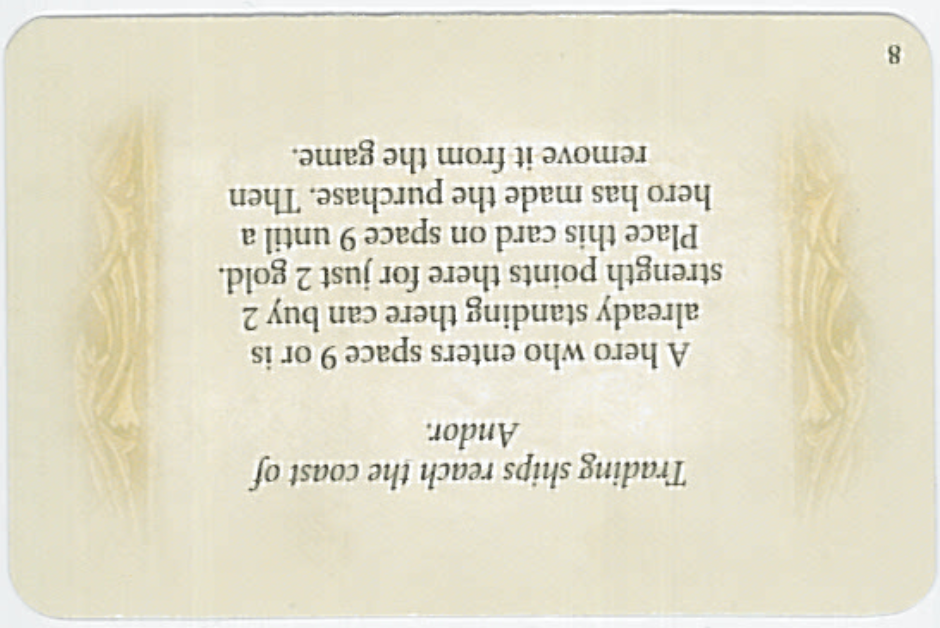 Trading ships reach the coast of
Andor.
A hero who enters space 9 or is
already standing there can buy 2
strength points there for just 2 gold.
Place this card on space 9 until a
hero has made the purchase. Then
remove it from the game.
8